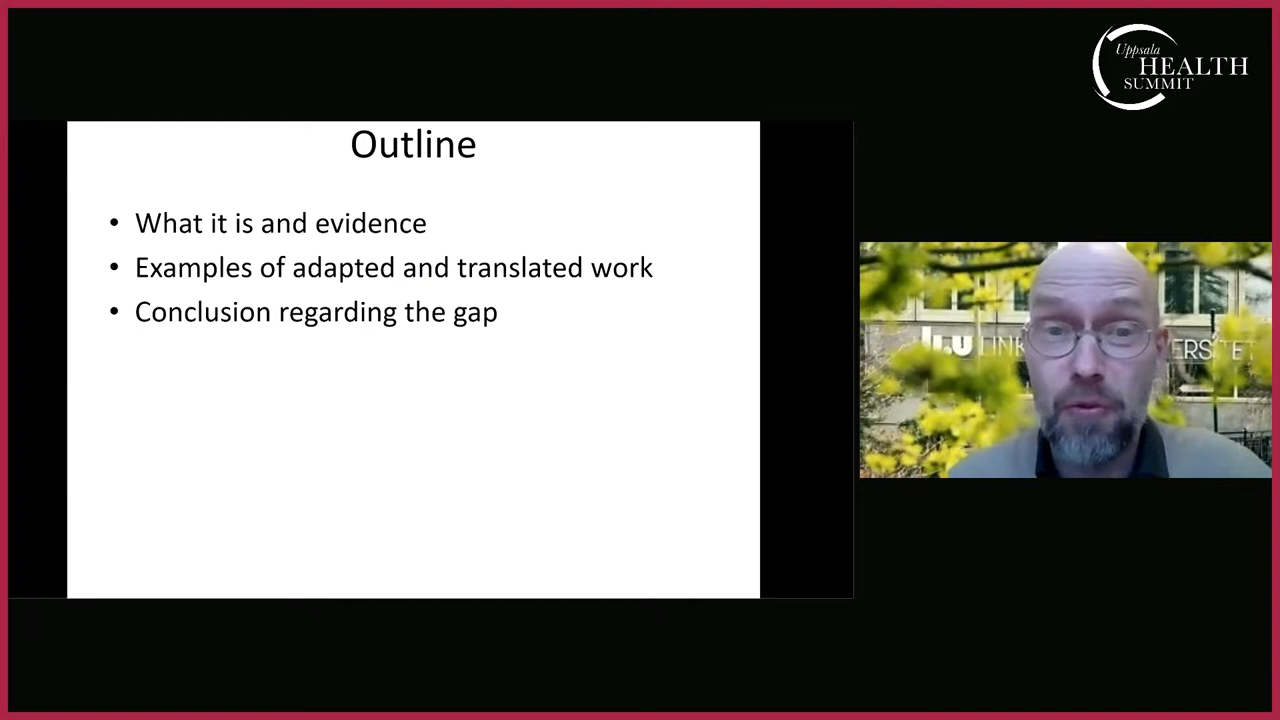 Uppsala
HEALTH
SUMMIT
Outline
• What it is and evidence
• Examples of adapted and translated work
• Conclusion regarding the gap